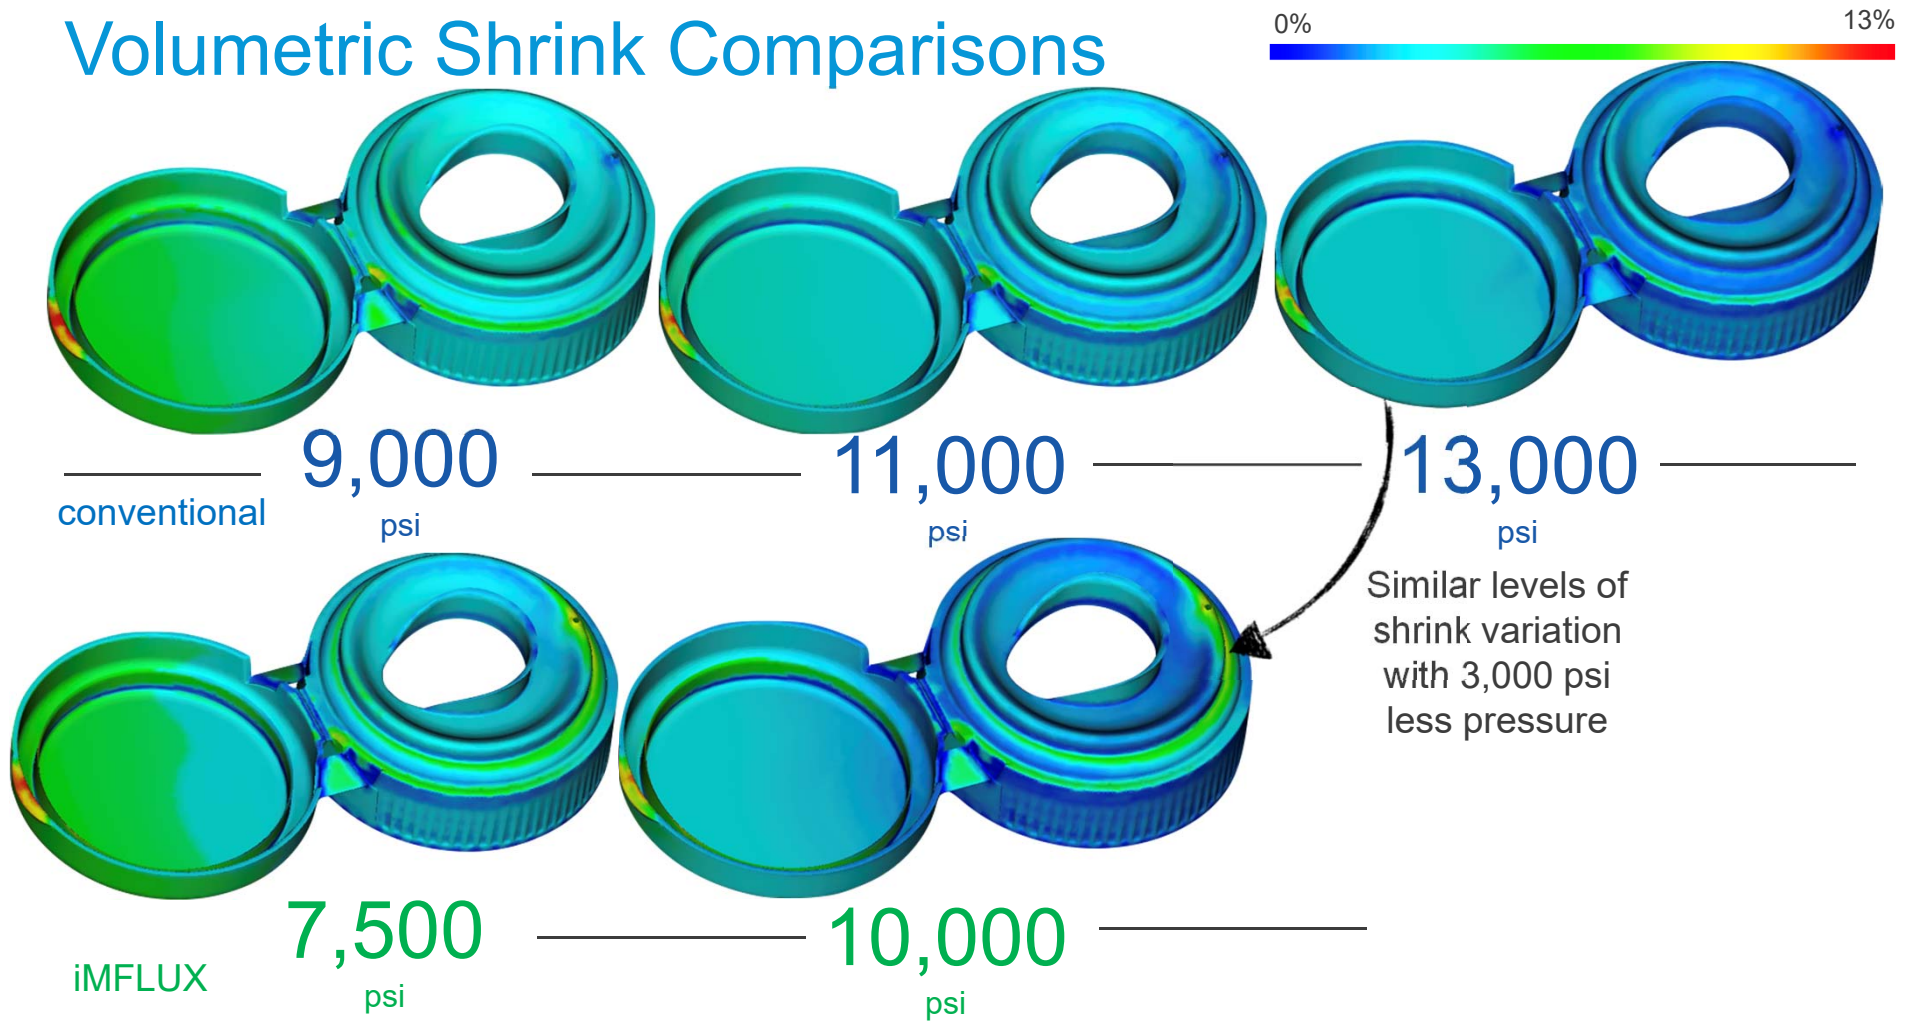 Volumetric Shrink Comparisons
0%
13%
9,000
psi
11,000
psi
13,000
psi
conventional
Similar levels of
shrink variation
with 3,000 psi
less pressure
7,500
psi
10,000
psi
iMFLUX